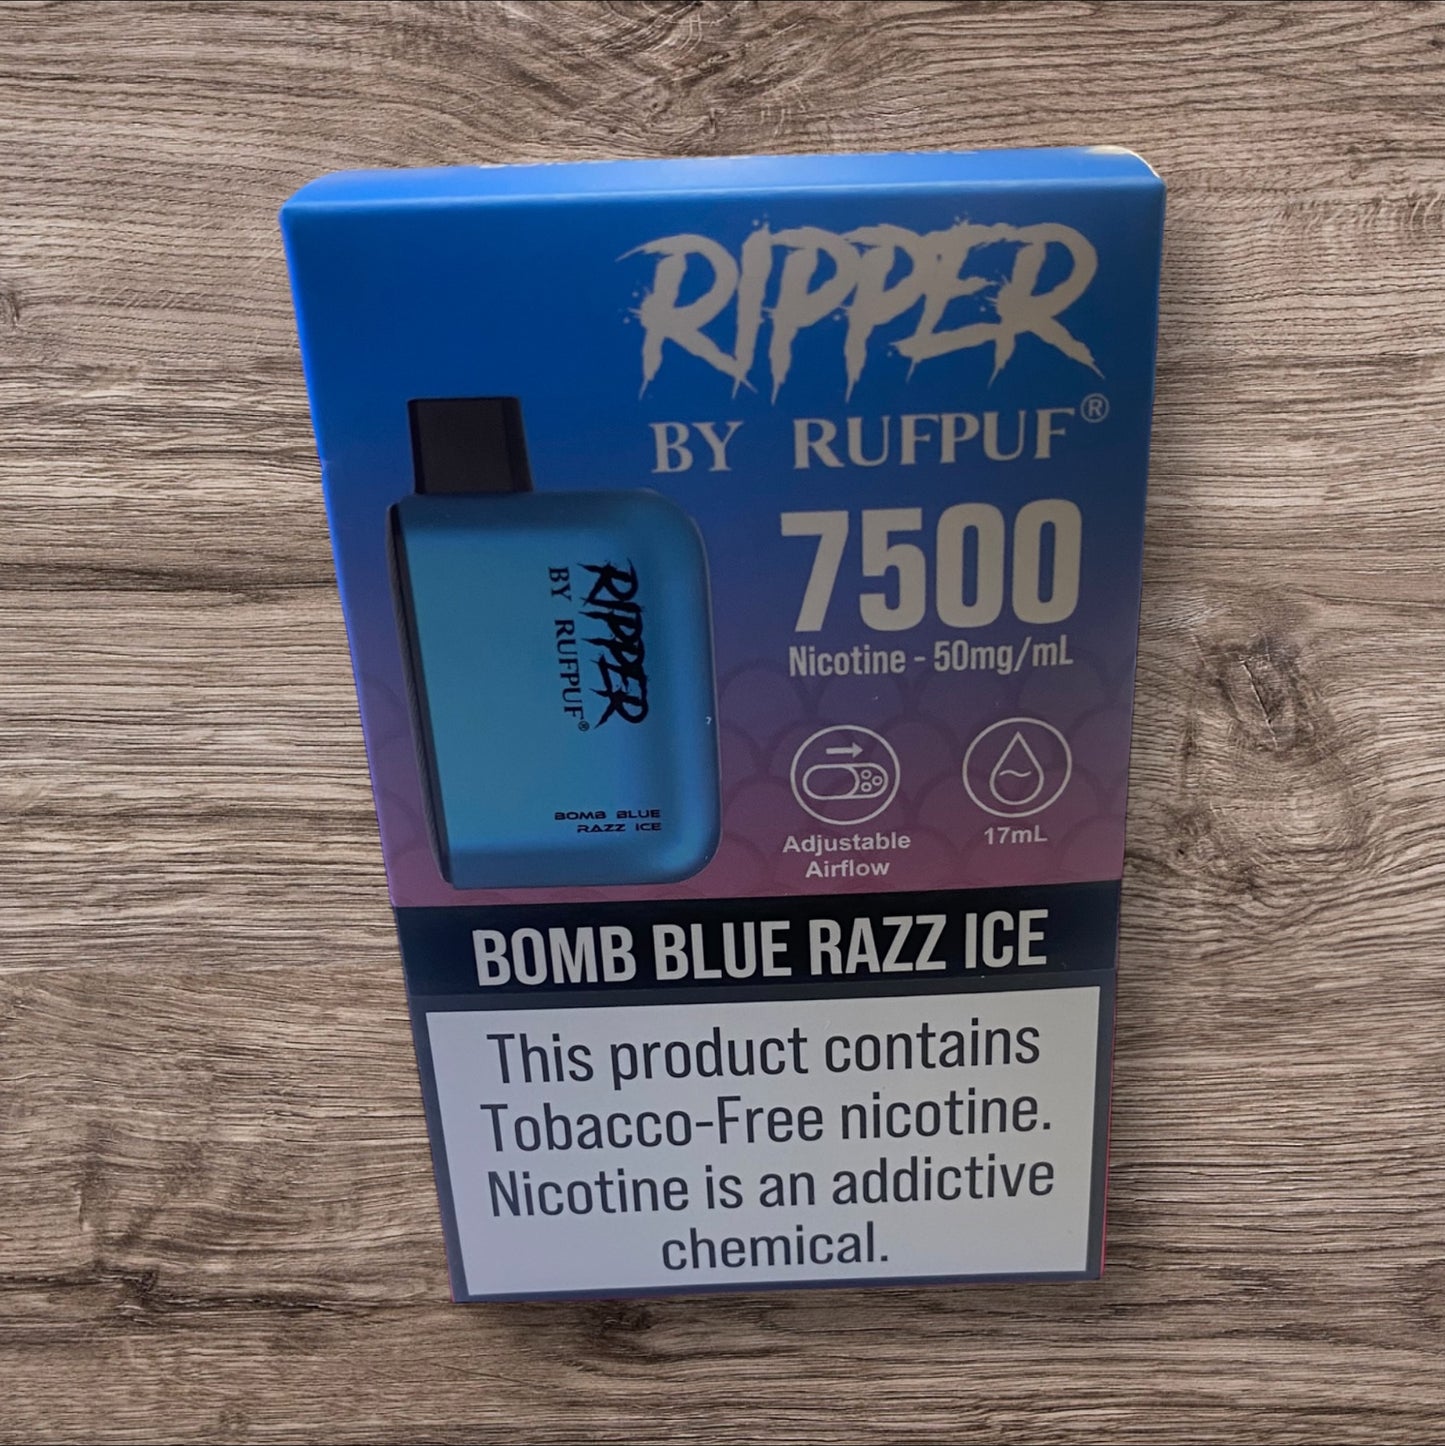 RIPPER
BY RUFPUF®
7500
Nicotine - 50mg/mL
RIPPER
BY RUFPUF®
BOMB BLUE
RAZZ ICE
Adjustable
Airflow
17mL
BOMB BLUE RAZZ ICE
This product contains
Tobacco-Free nicotine.
Nicotine is an addictive
chemical.